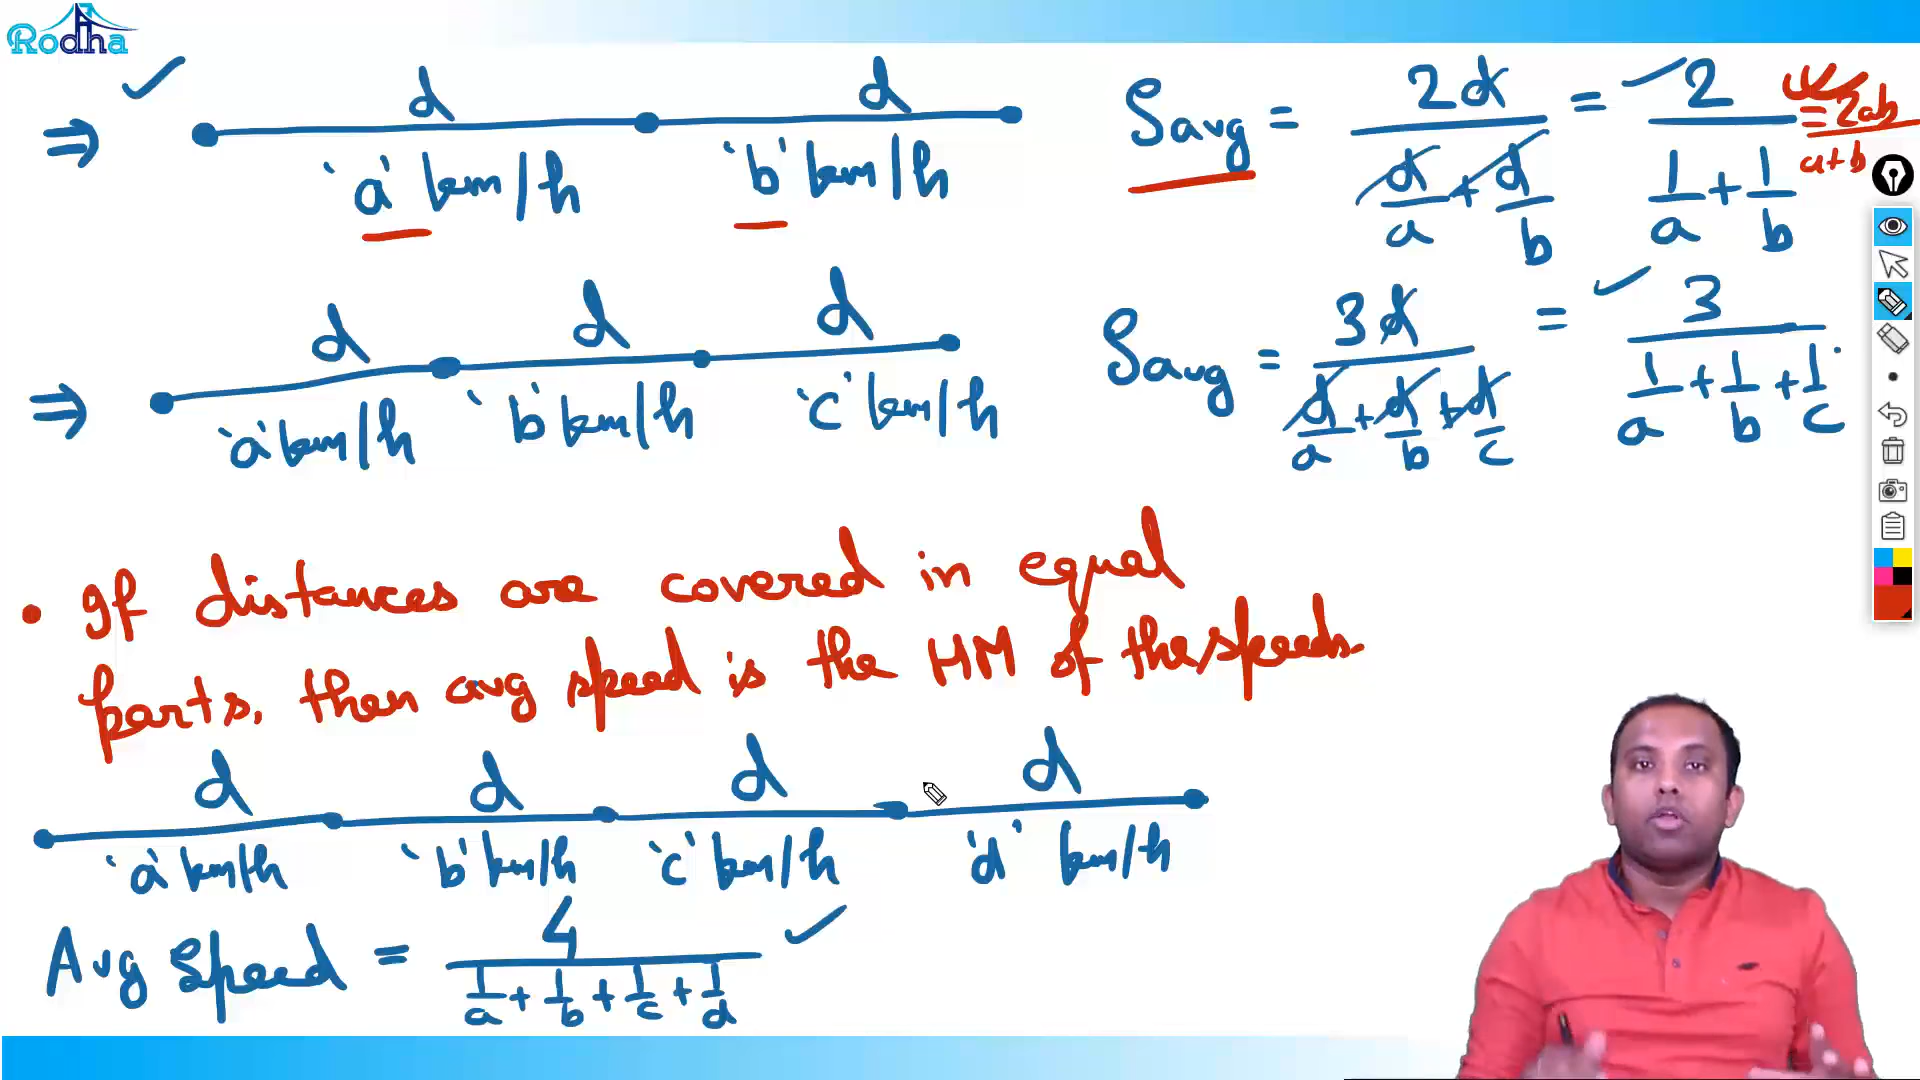 Rodha
d d
⇒ 'a' km/h 'b' km/h
Savg = 2d / (d/a + d/b) = 2 / (1/a + 1/b) = 2ab / (a+b)
d d d
⇒ 'a' km/h 'b' km/h 'c' km/h
Savg = 3d / (d/a + d/b + d/c) = 3 / (1/a + 1/b + 1/c)
• If distances are covered in equal
parts, then avg speed is the HM of the speeds.
d d d d
'a' km/h 'b' km/h 'c' km/h 'd' km/h
Avg Speed = 4 / (1/a + 1/b + 1/c + 1/d)